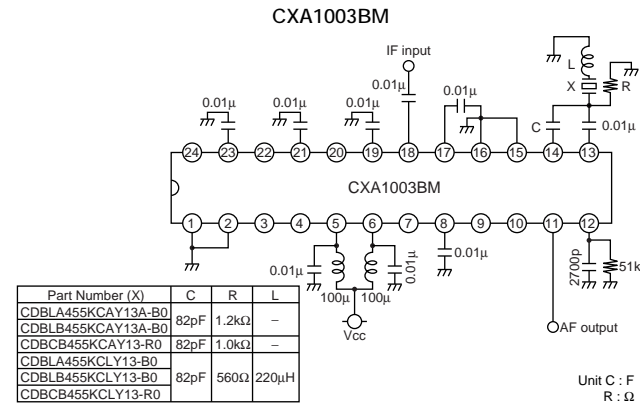 CXA1003BM
IF input
L
X
R
0.01μ
0.01μ
0.01μ
0.01μ
0.01μ
C
0.01μ
24 23 22 21 20 19 18 17 16 15 14 13
CXA1003BM
1 2 3 4 5 6 7 8 9 10 11 12
0.01μ
0.01μ
0.01μ
2700p
51k
100μ
100μ
Vcc
AF output
Part Number (X) C R L
CDBLA455KCAY13A-B0
CDBLB455KCAY13A-B0
82pF 1.2kΩ –
CDBCB455KCAY13-R0 82pF 1.0kΩ –
CDBLA455KCLY13-B0
CDBLB455KCLY13-B0
82pF 560Ω 220μH
CDBCB455KCLY13-R0
Unit C : F
R : Ω